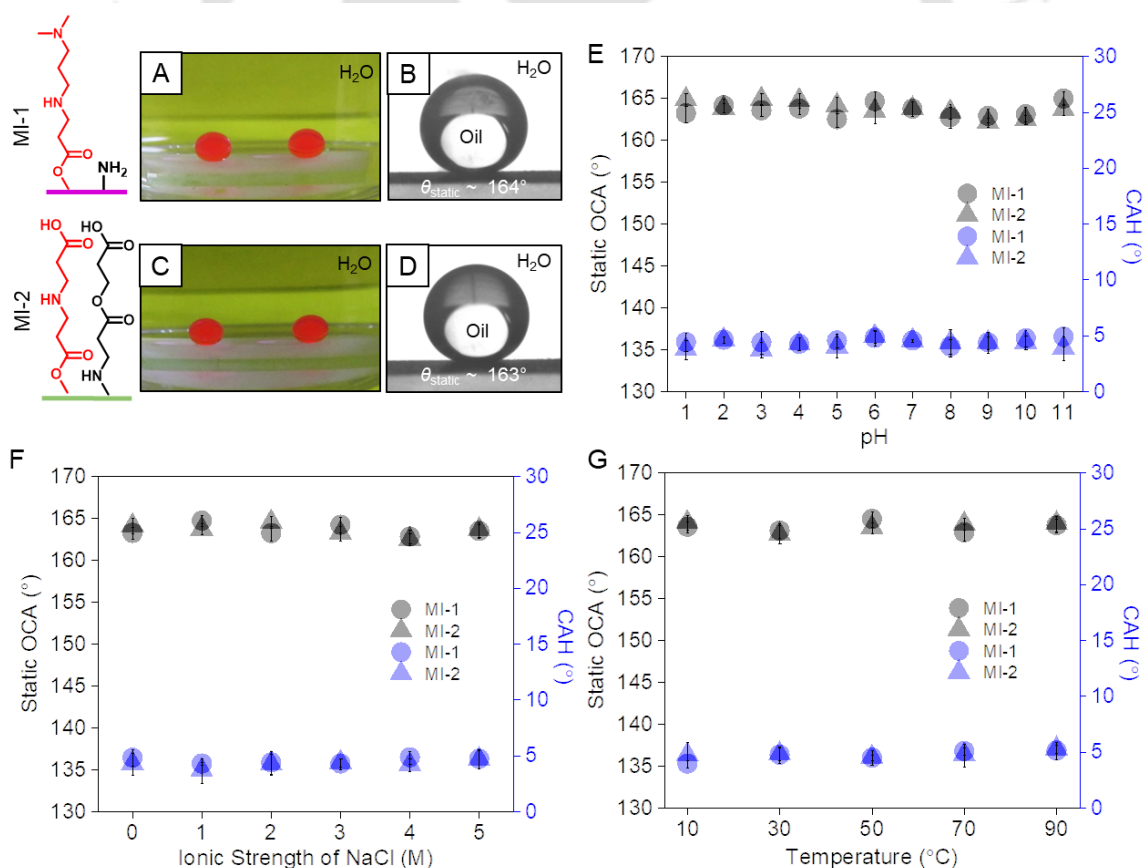 MI-1
N
HN
O
O
NH₂
A
H₂O
B
H₂O
Oil
θstatic ~ 164°
MI-2
HO
O
HO
O
HN
O
O
O
O
HN
C
H₂O
D
H₂O
Oil
θstatic ~ 163°
E
Static OCA (°)
170
165
160
155
150
145
140
135
130
MI-1
MI-2
MI-1
MI-2
30
25
20
15
10
5
0
CAH (°)
1 2 3 4 5 6 7 8 9 10 11
pH
F
Static OCA (°)
170
165
160
155
150
145
140
135
130
MI-1
MI-2
MI-1
MI-2
30
25
20
15
10
5
0
CAH (°)
0 1 2 3 4 5
Ionic Strength of NaCl (M)
G
Static OCA (°)
170
165
160
155
150
145
140
135
130
MI-1
MI-2
MI-1
MI-2
30
25
20
15
10
5
0
CAH (°)
10 30 50 70 90
Temperature (°C)